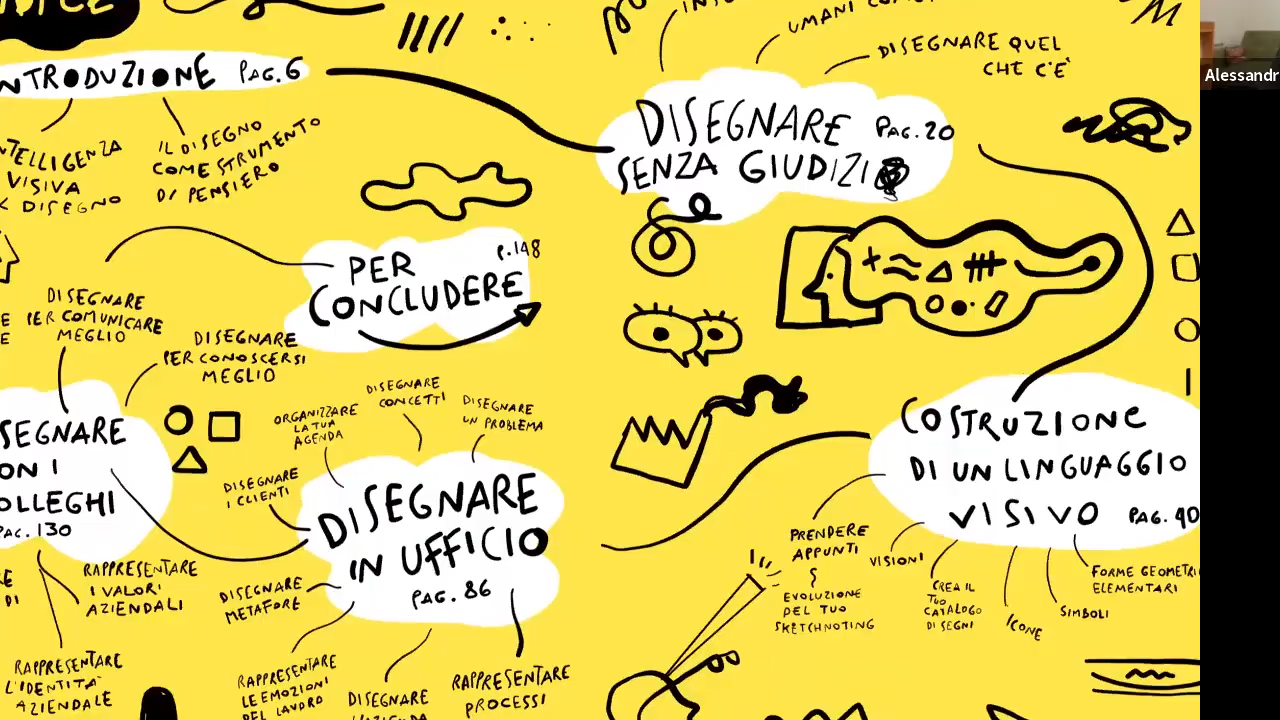 INTRODUZIONE PAG.6
INTELLIGENZA
VISIVA
DISEGNO
IL DISEGNO
COME STRUMENTO
DI PENSIERO
UMANI
DISEGNARE QUEL
CHE C'È
DISEGNARE PAG.20
SENZA GIUDIZIO
Alessandr
PER P.148
CONCLUDERE
DISEGNARE
PER COMUNICARE
MEGLIO
DISEGNARE
PER CONOSCERSI
MEGLIO
SEGNARE
ON I
OLLEGHI
PAG.130
RAPPRESENTARE
I VALORI
AZIENDALI
RAPPRESENTARE
L'IDENTITÀ
AZIENDALE
DISEGNARE
CONCETTI
ORGANIZZARE
LA TUA
AGENDA
DISEGNARE
UN PROBLEMA
DISEGNARE
I CLIENTI
DISEGNARE
IN UFFICIO
PAG.86
DISEGNARE
METAFORE
RAPPRESENTARE
LE EMOZIONI
DEL LAVORO
DISEGNARE
L'AZIENDA
RAPPRESENTARE
PROCESSI
COSTRUZIONE
DI UN LINGUAGGIO
VISIVO PAG.40
PRENDERE
APPUNTI
EVOLUZIONE
DEL TUO
SKETCHNOTING
VISIONI
CREA IL
TUO
CATALOGO
DI SEGNI
ICONE
SIMBOLI
FORME GEOMETRI
ELEMENTARI